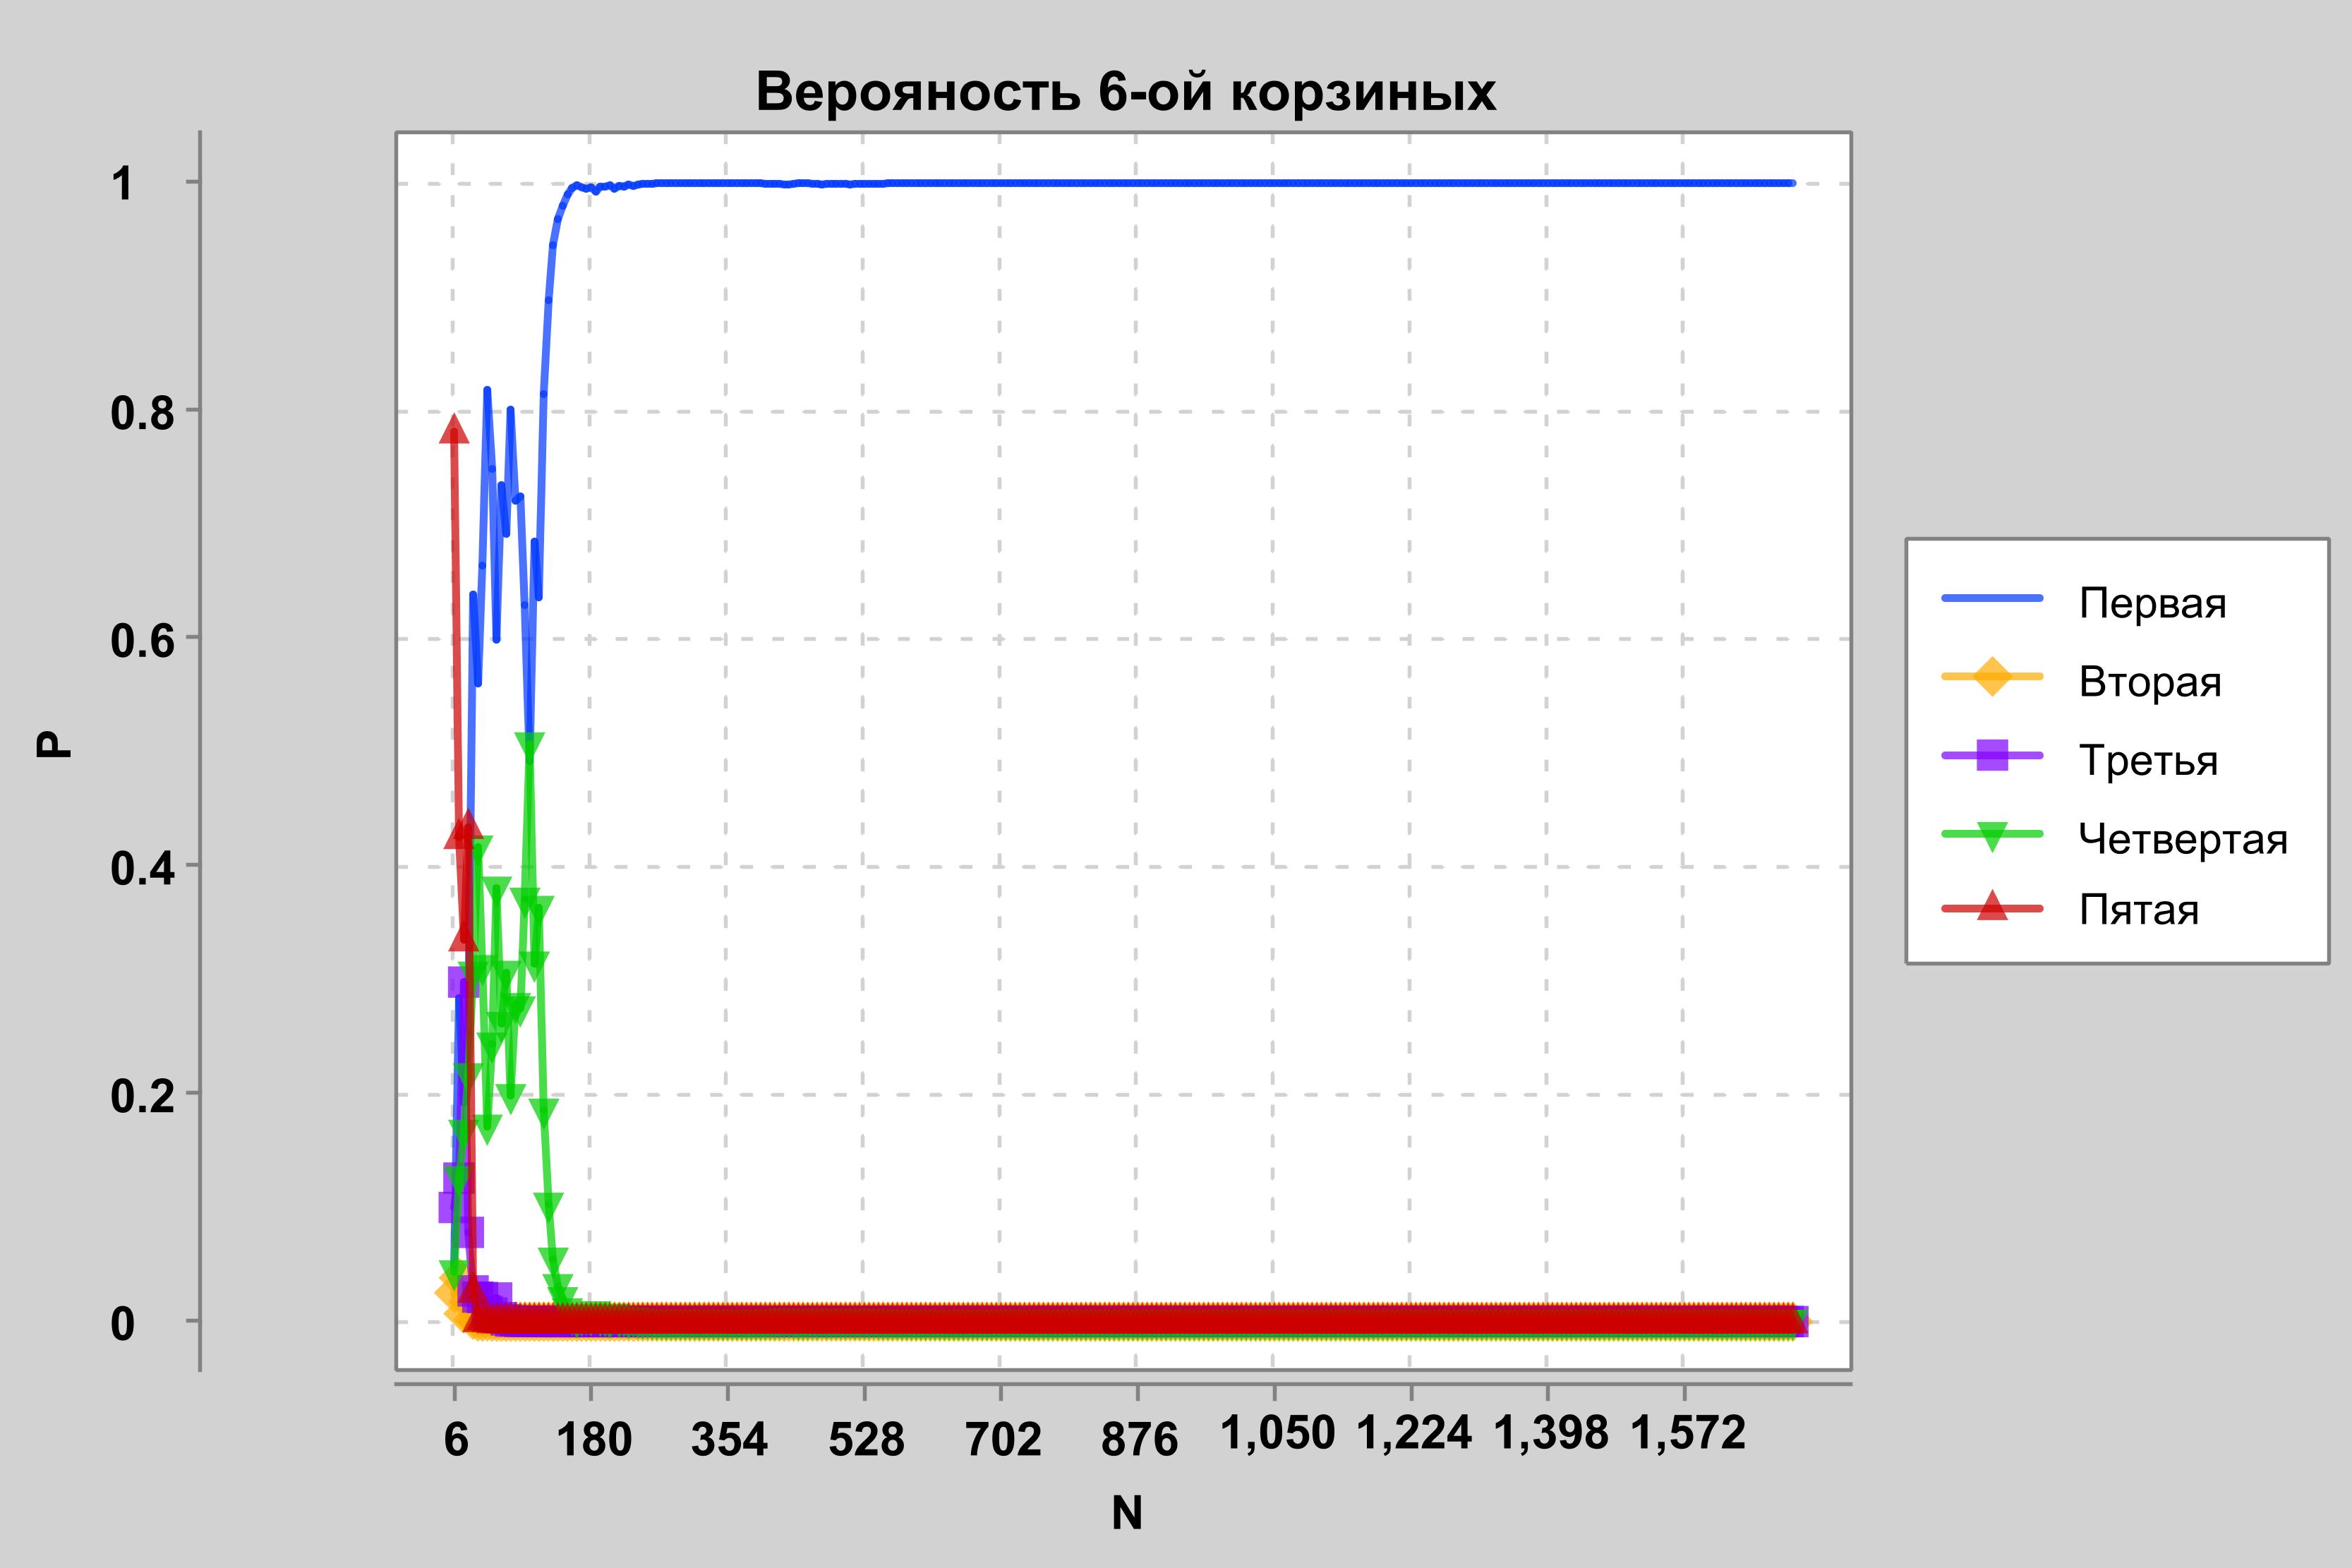 Верояность 6-ой корзиных
1
0.8
0.6
0.4
0.2
0
P
6 180 354 528 702 876 1,050 1,224 1,398 1,572
N
Первая
Вторая
Третья
Четвертая
Пятая